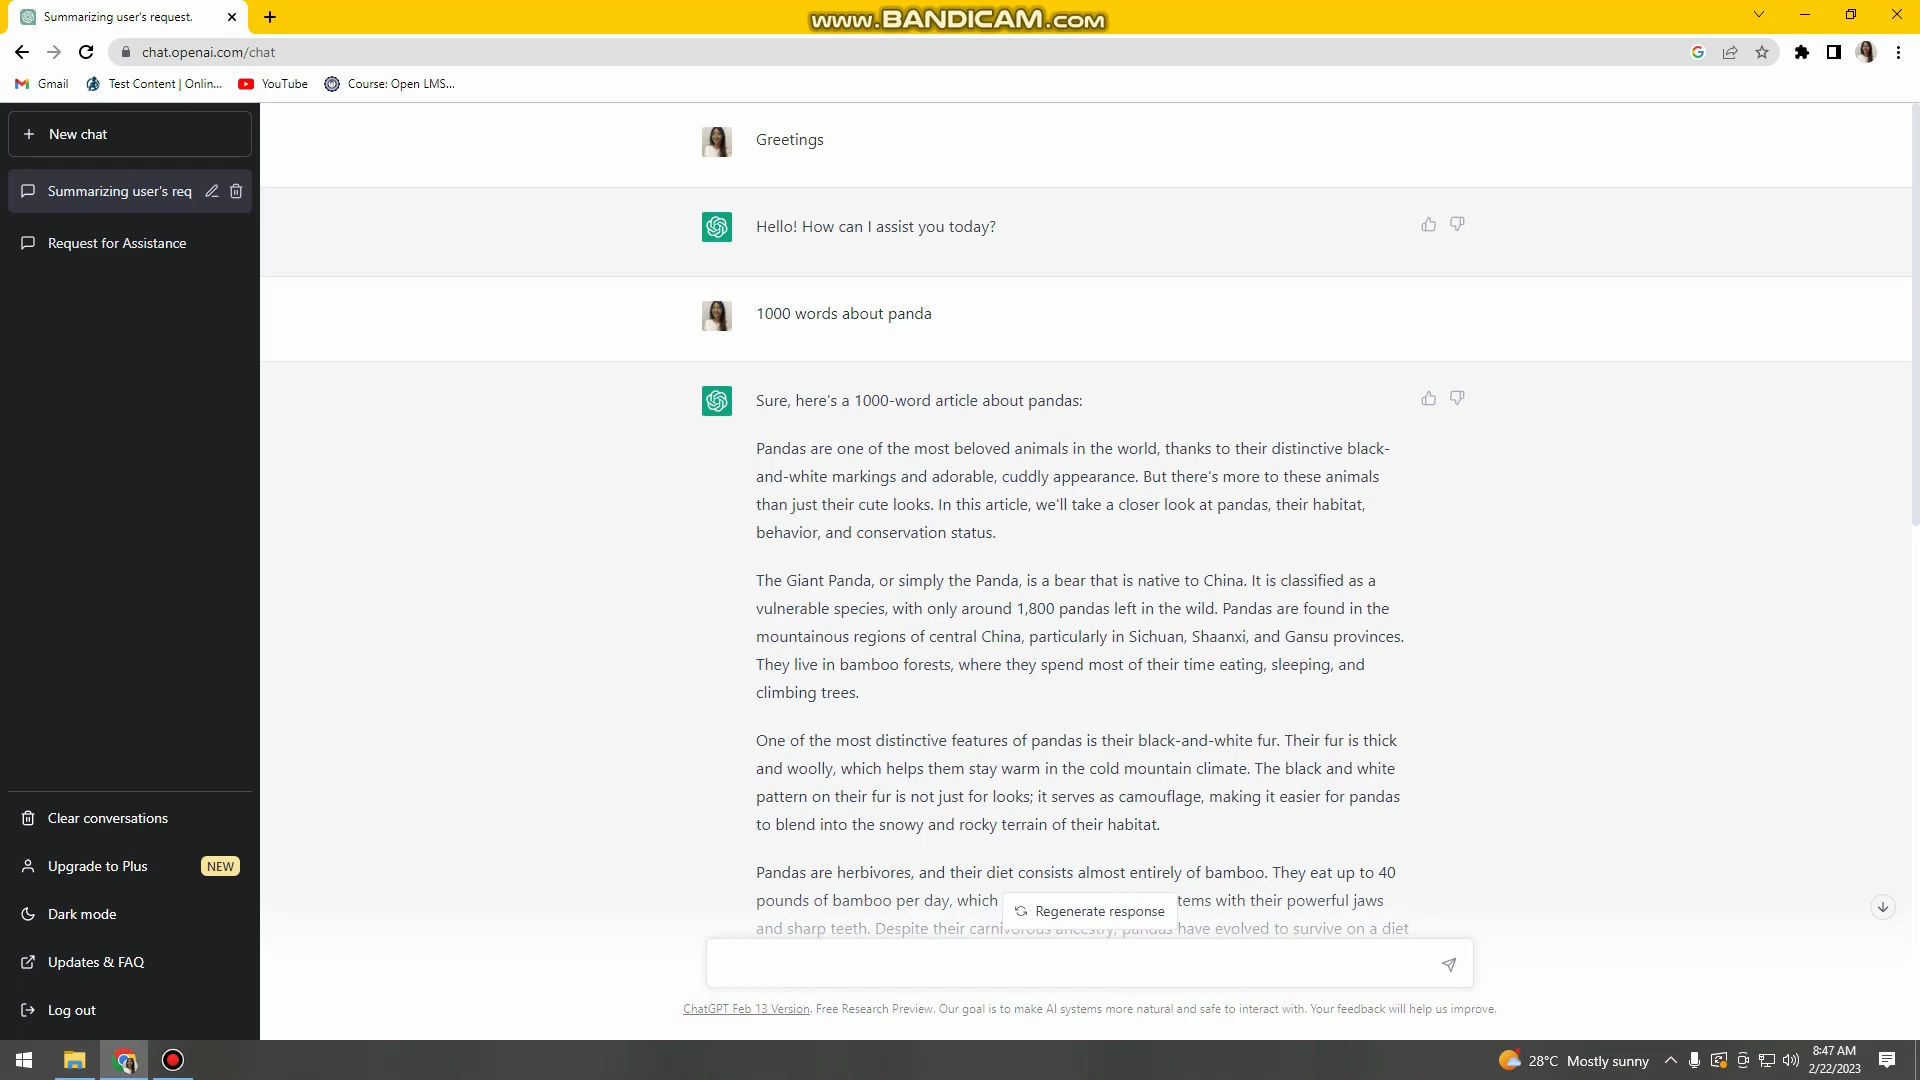 Summarizing user's request.
www.BANDICAM.com
chat.openai.com/chat
Gmail
Test Content | Onlin...
YouTube
Course: Open LMS...
New chat
Summarizing user's req
Request for Assistance
Clear conversations
Upgrade to Plus
NEW
Dark mode
Updates & FAQ
Log out
Greetings
Hello! How can I assist you today?
1000 words about panda
Sure, here's a 1000-word article about pandas:
Pandas are one of the most beloved animals in the world, thanks to their distinctive black-
and-white markings and adorable, cuddly appearance. But there's more to these animals
than just their cute looks. In this article, we'll take a closer look at pandas, their habitat,
behavior, and conservation status.
The Giant Panda, or simply the Panda, is a bear that is native to China. It is classified as a
vulnerable species, with only around 1,800 pandas left in the wild. Pandas are found in the
mountainous regions of central China, particularly in Sichuan, Shaanxi, and Gansu provinces.
They live in bamboo forests, where they spend most of their time eating, sleeping, and
climbing trees.
One of the most distinctive features of pandas is their black-and-white fur. Their fur is thick
and woolly, which helps them stay warm in the cold mountain climate. The black and white
pattern on their fur is not just for looks; it serves as camouflage, making it easier for pandas
to blend into the snowy and rocky terrain of their habitat.
Pandas are herbivores, and their diet consists almost entirely of bamboo. They eat up to 40
pounds of bamboo per day, which tems with their powerful jaws
and sharp teeth. Despite their carnivorous ancestry, pandas have evolved to survive on a diet
Regenerate response
ChatGPT Feb 13 Version. Free Research Preview. Our goal is to make AI systems more natural and safe to interact with. Your feedback will help us improve.
28°C Mostly sunny
8:47 AM
2/22/2023